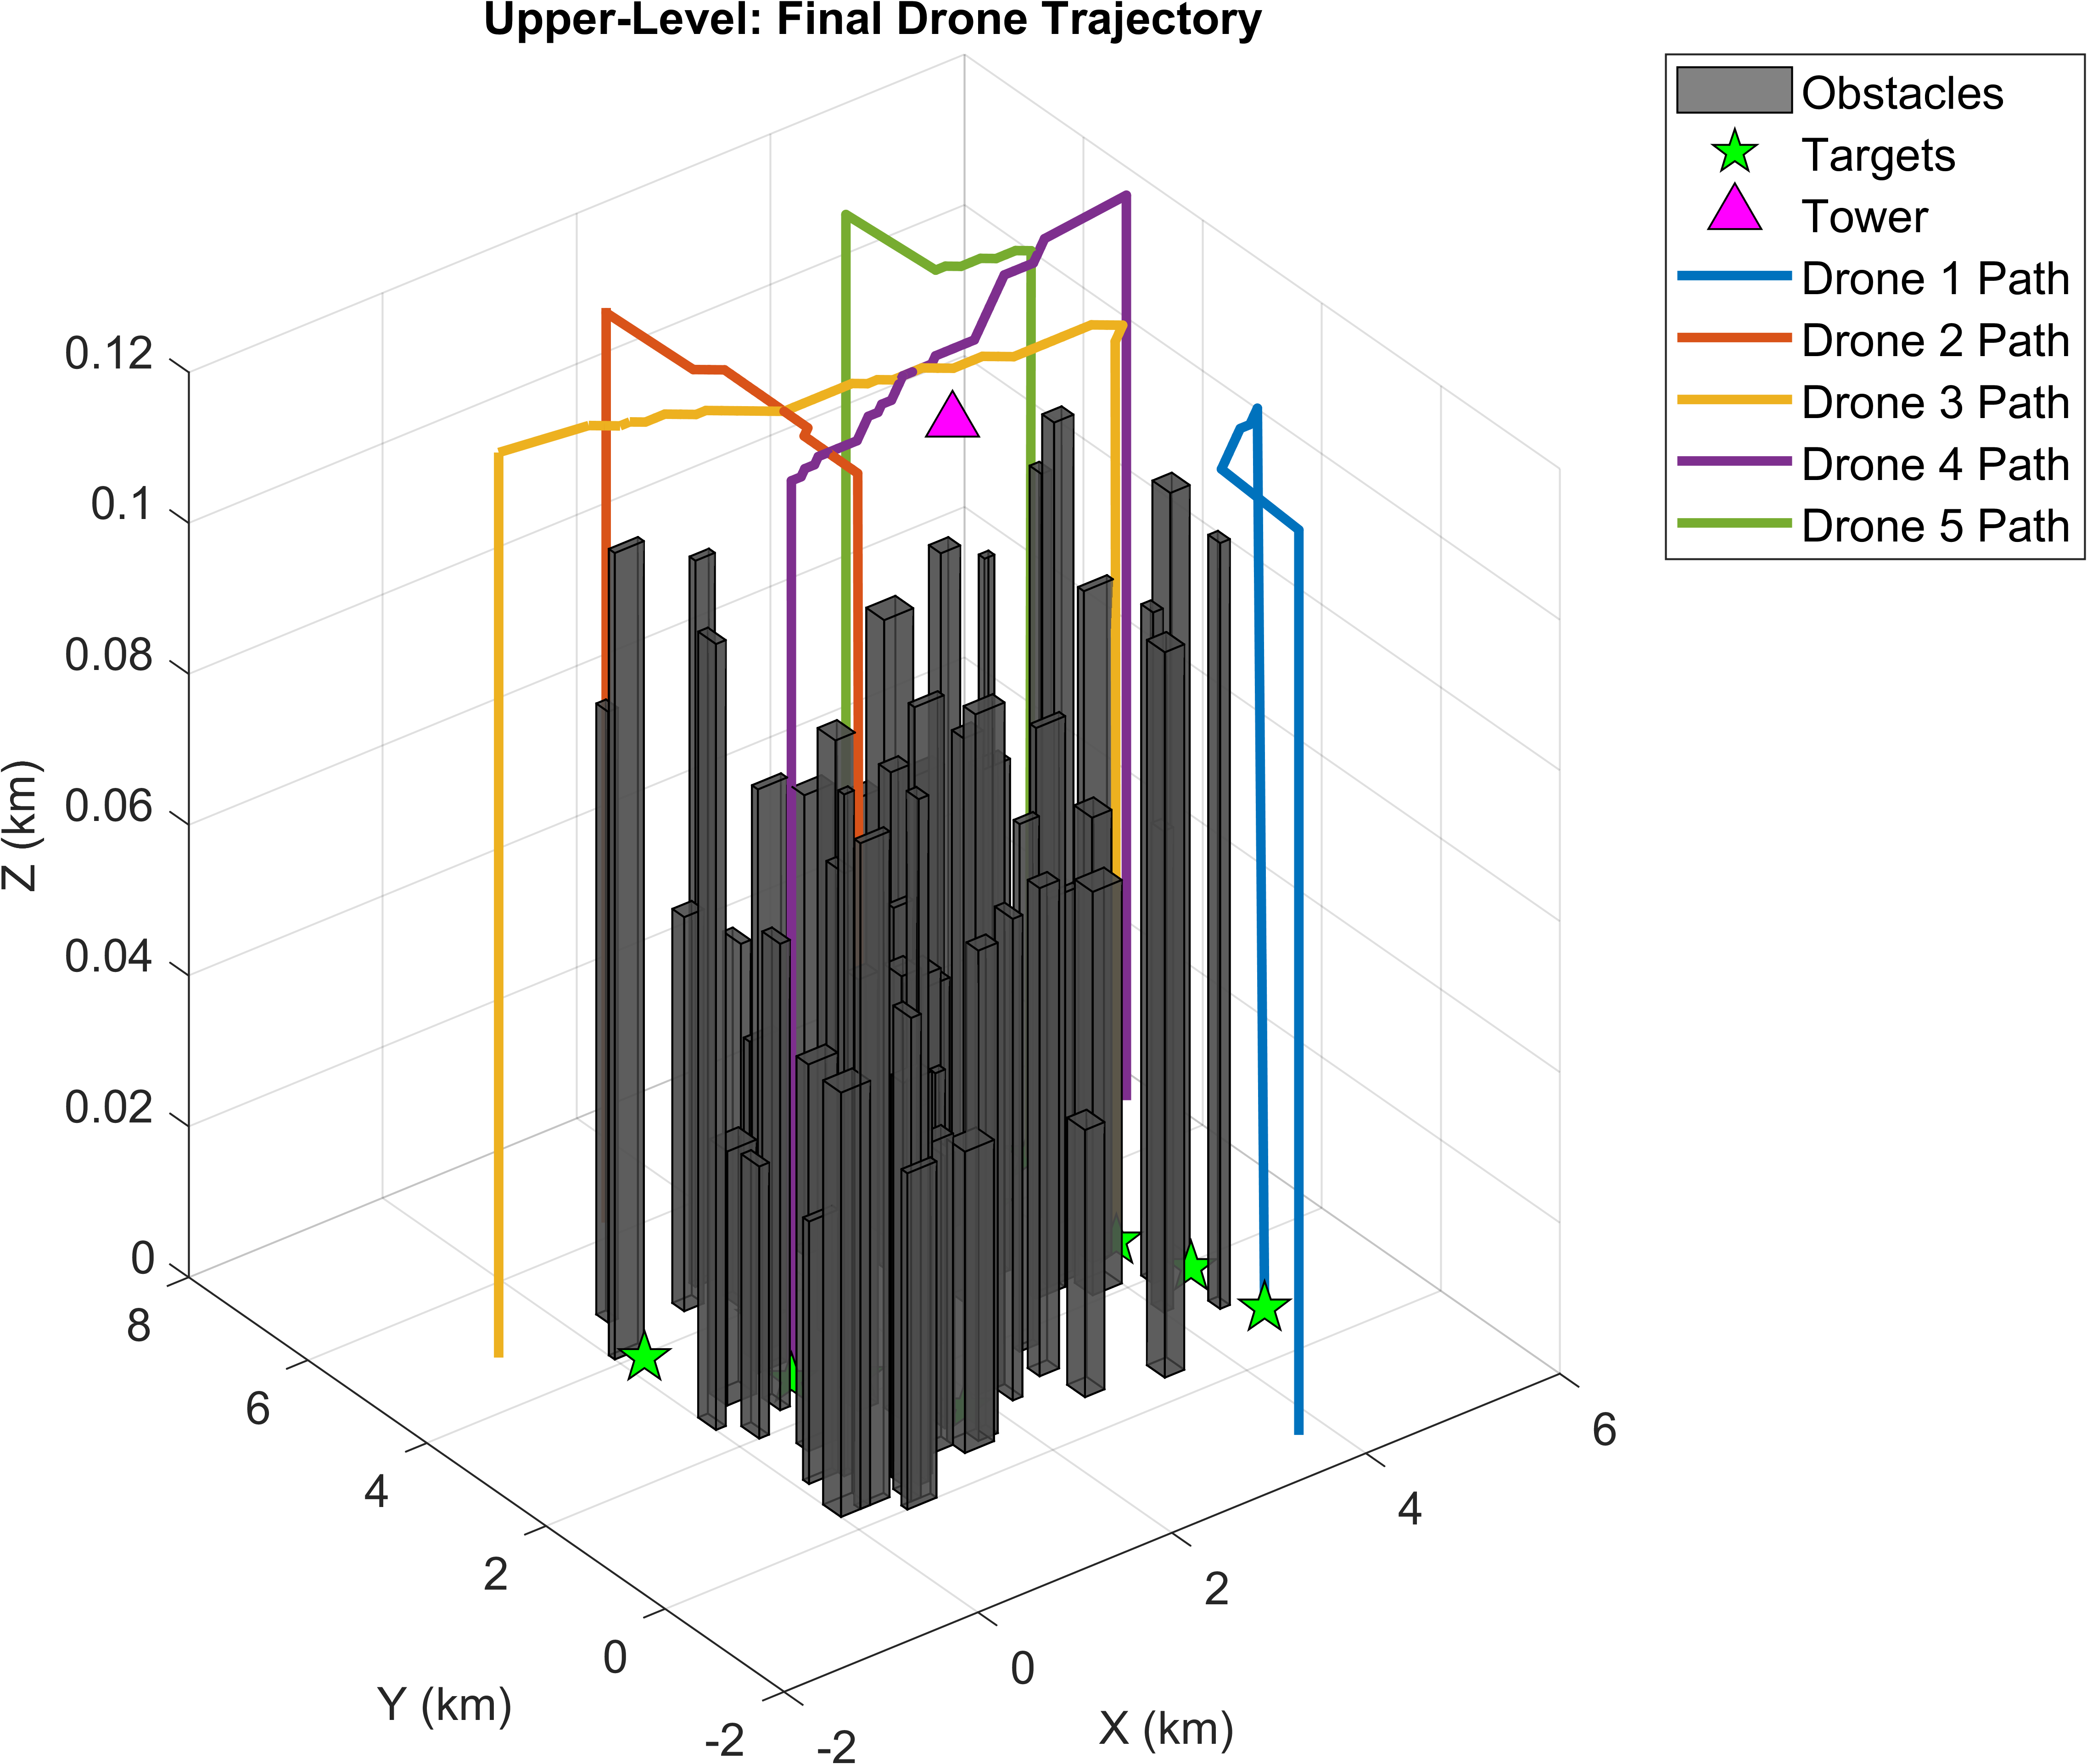 Upper-Level: Final Drone Trajectory
Obstacles
Targets
Tower
Drone 1 Path
Drone 2 Path
Drone 3 Path
Drone 4 Path
Drone 5 Path
0.12
0.1
0.08
0.06
0.04
0.02
0
Z (km)
8
6
4
2
0
-2
Y (km)
-2
0
2
4
6
X (km)